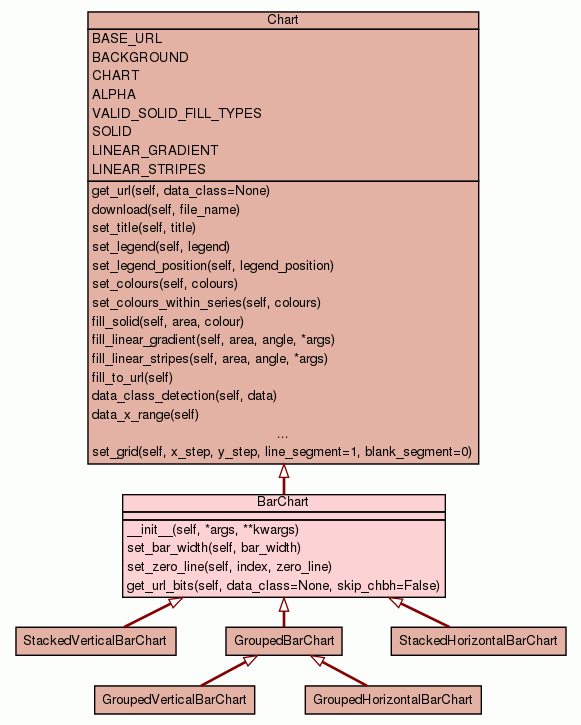 Chart
BASE_URL
BACKGROUND
CHART
ALPHA
VALID_SOLID_FILL_TYPES
SOLID
LINEAR_GRADIENT
LINEAR_STRIPES
get_url(self, data_class=None)
download(self, file_name)
set_title(self, title)
set_legend(self, legend)
set_legend_position(self, legend_position)
set_colours(self, colours)
set_colours_within_series(self, colours)
fill_solid(self, area, colour)
fill_linear_gradient(self, area, angle, *args)
fill_linear_stripes(self, area, angle, *args)
fill_to_url(self)
data_class_detection(self, data)
data_x_range(self)
...
set_grid(self, x_step, y_step, line_segment=1, blank_segment=0)
BarChart
__init__(self, *args, **kwargs)
set_bar_width(self, bar_width)
set_zero_line(self, index, zero_line)
get_url_bits(self, data_class=None, skip_chbh=False)
StackedVerticalBarChart
GroupedBarChart
StackedHorizontalBarChart
GroupedVerticalBarChart
GroupedHorizontalBarChart